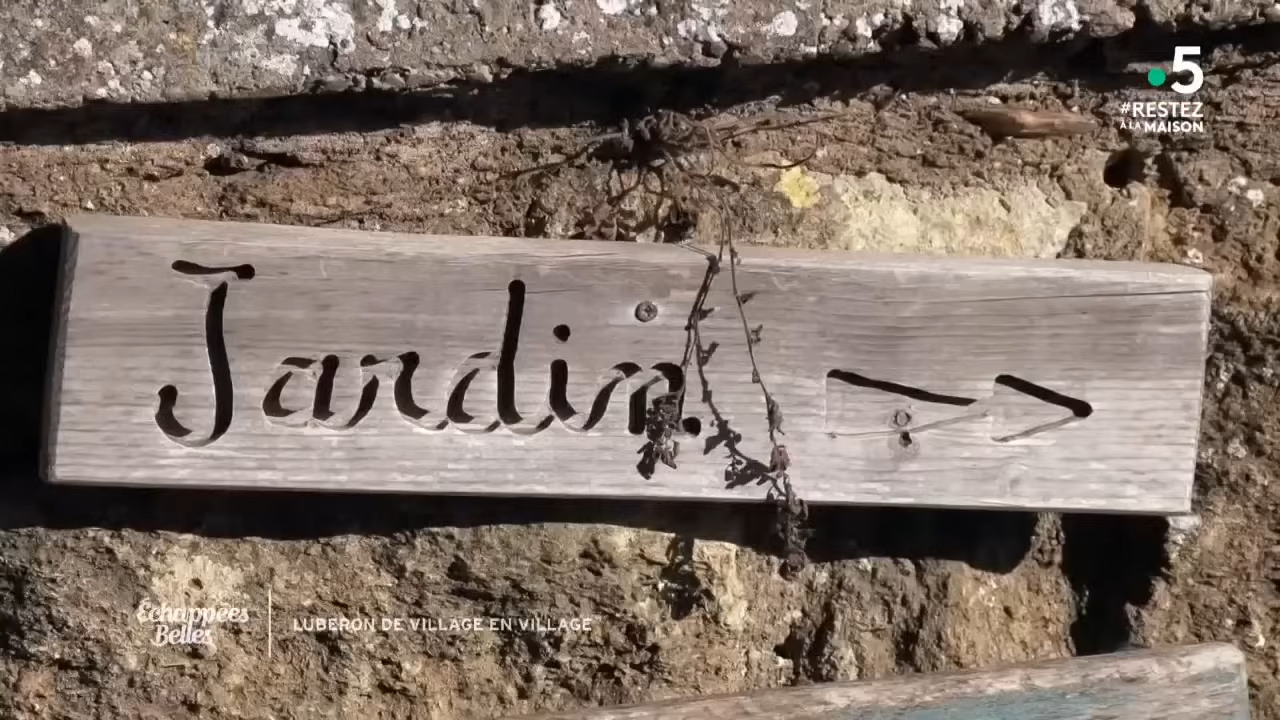 5
#RESTEZ
À LA MAISON
Jardin
Échappées
Belles
LUBERON DE VILLAGE EN VILLAGE